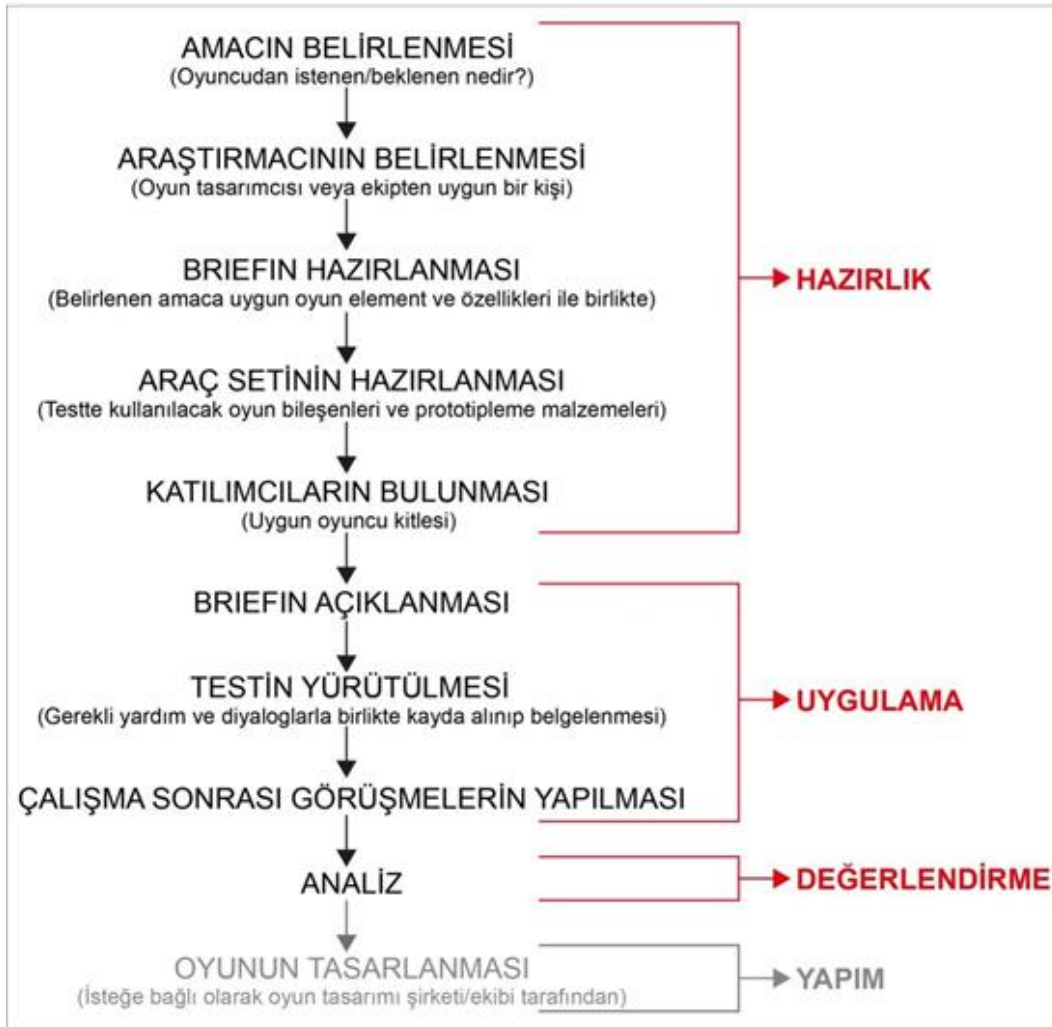 AMACIN BELİRLENMESİ
(Oyuncudan istenen/beklenen nedir?)
ARAŞTIRMACININ BELİRLENMESİ
(Oyun tasarımcısı veya ekipten uygun bir kişi)
BRIEFIN HAZIRLANMASI
(Belirlenen amaca uygun oyun element ve özellikleri ile birlikte)
HAZIRLIK
ARAÇ SETİNİN HAZIRLANMASI
(Testte kullanılacak oyun bileşenleri ve prototipleme malzemeleri)
KATILIMCILARIN BULUNMASI
(Uygun oyuncu kitlesi)
BRIEFIN AÇIKLANMASI
TESTİN YÜRÜTÜLMESİ
(Gerekli yardım ve diyaloglarla birlikte kayda alınıp belgelenmesi)
UYGULAMA
ÇALIŞMA SONRASI GÖRÜŞMELERİN YAPILMASI
ANALİZ
DEĞERLENDİRME
OYUNUN TASARLANMASI
(İsteğe bağlı olarak oyun tasarımı şirketi/ekibi tarafından)
YAPIM